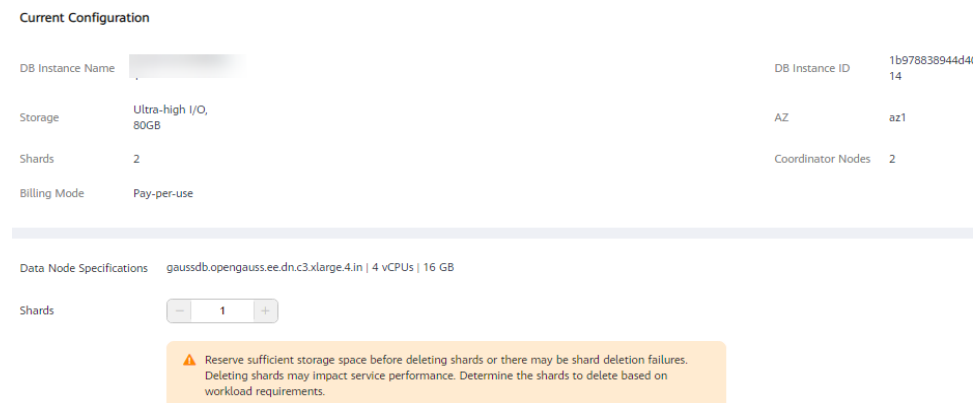 Current Configuration
DB Instance Name
DB Instance ID
1b978838944d4
14
Storage
Ultra-high I/O,
80GB
AZ
az1
Shards
2
Coordinator Nodes
2
Billing Mode
Pay-per-use
Data Node Specifications
gaussdb.opengauss.ee.dn.c3.xlarge.4.in | 4 vCPUs | 16 GB
Shards
1
Reserve sufficient storage space before deleting shards or there may be shard deletion failures.
Deleting shards may impact service performance. Determine the shards to delete based on
workload requirements.